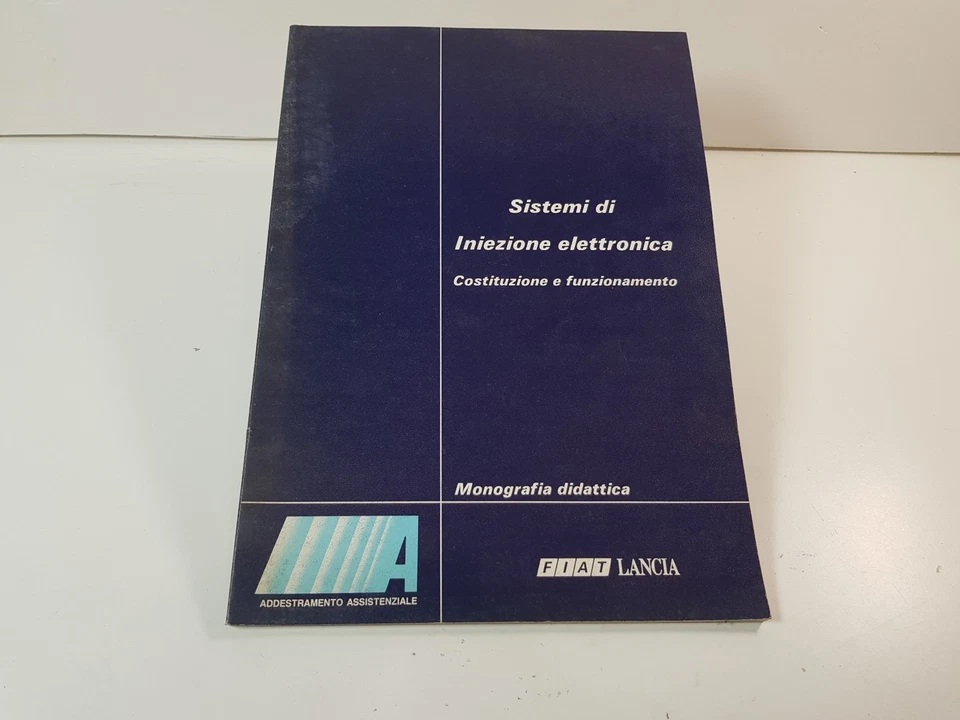 Sistemi di
Iniezione elettronica
Costituzione e funzionamento
Monografia didattica
A
ADDESTRAMENTO ASSISTENZIALE
FIAT LANCIA